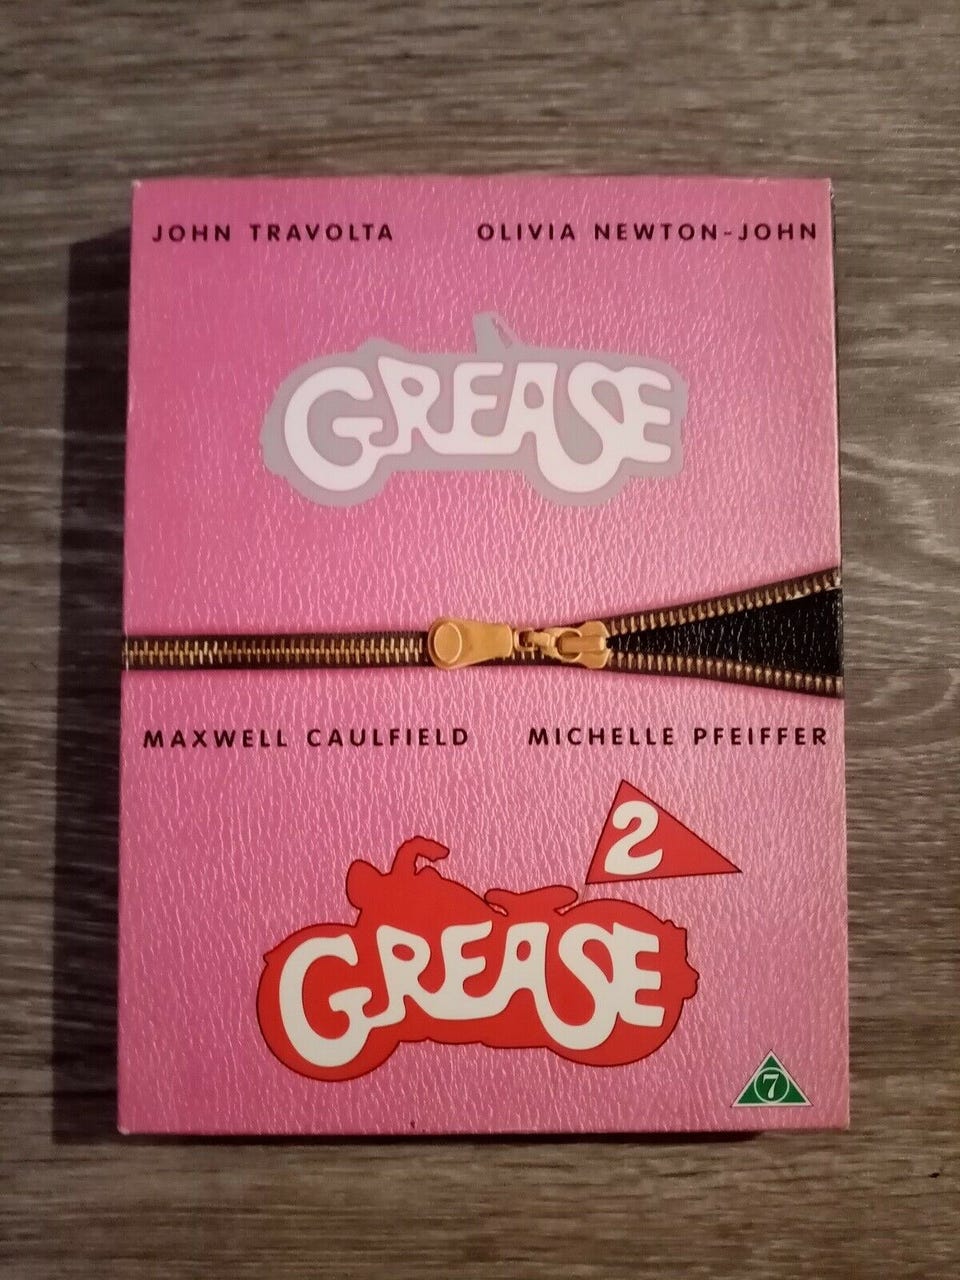 JOHN TRAVOLTA OLIVIA NEWTON-JOHN
GREASE
MAXWELL CAULFIELD MICHELLE PFEIFFER
2
GREASE
7